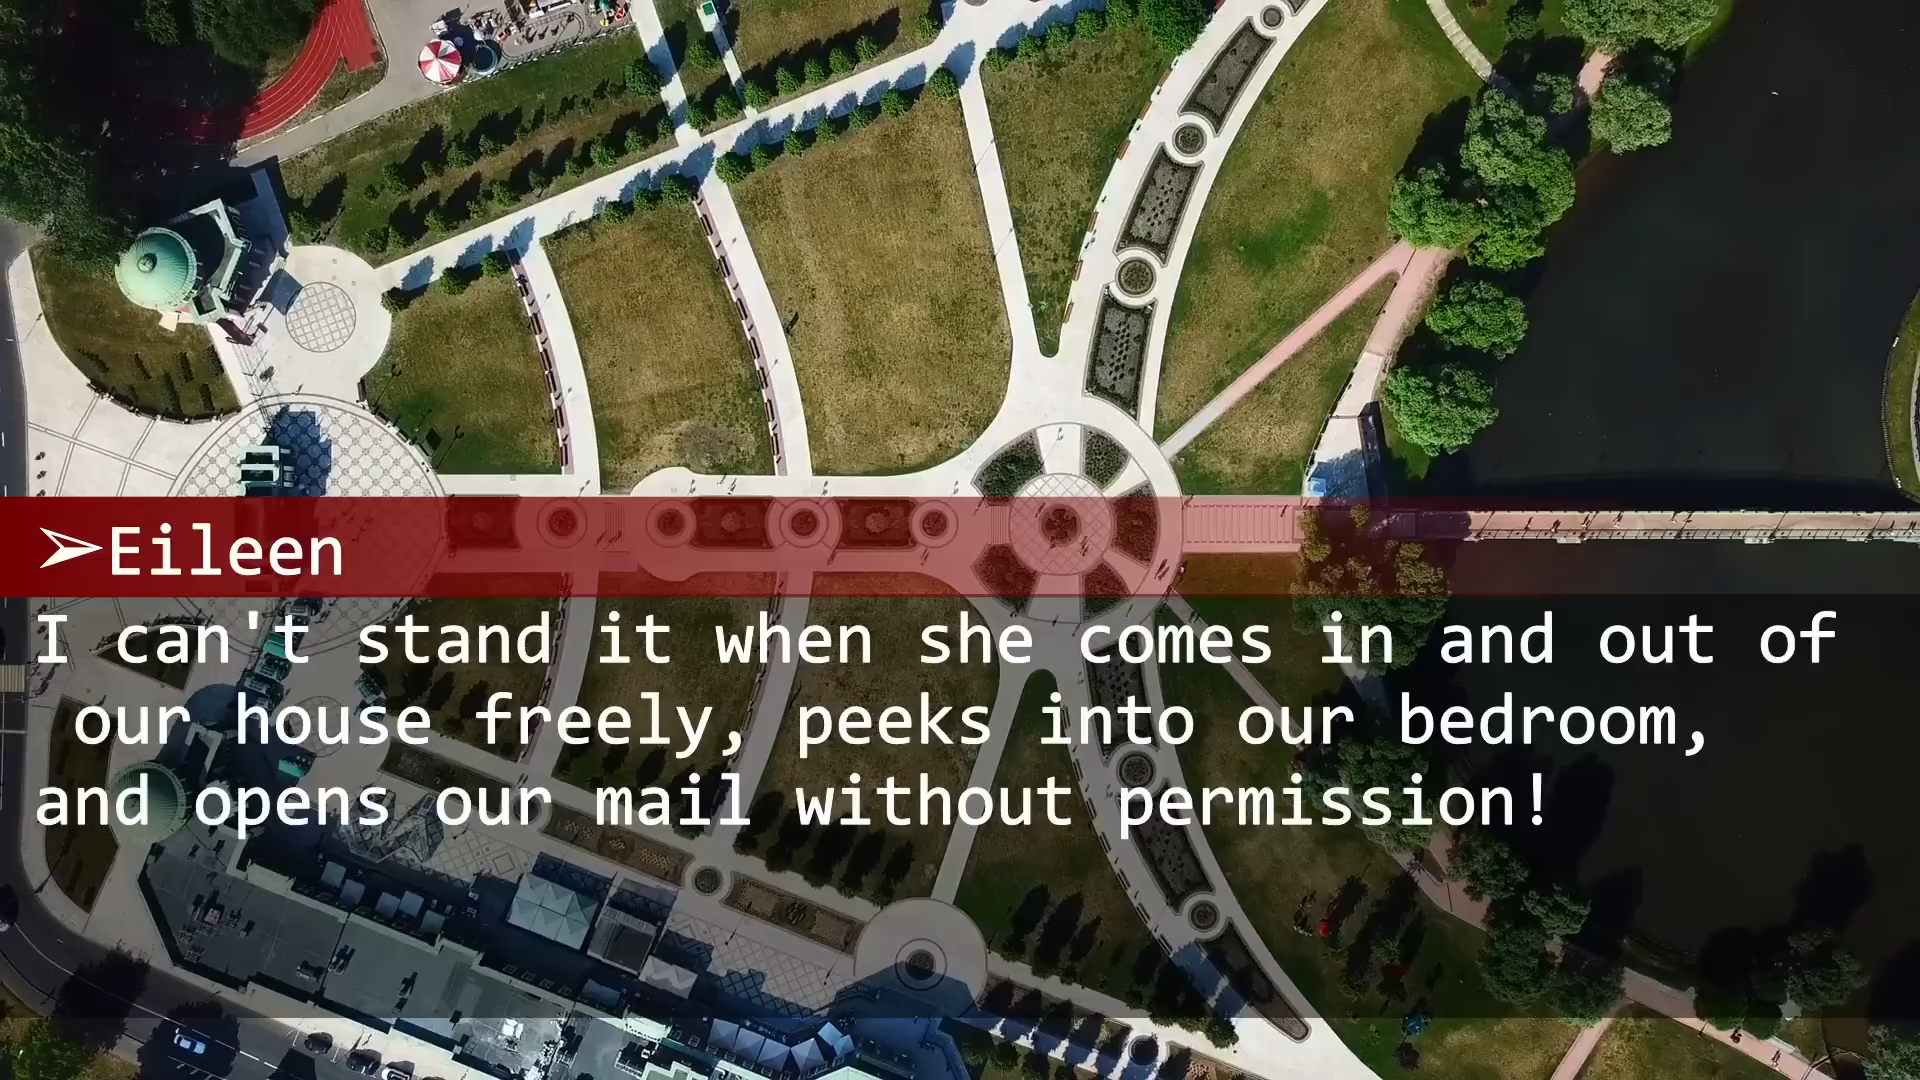 ➢Eileen
I can't stand it when she comes in and out of
our house freely, peeks into our bedroom,
and opens our mail without permission!